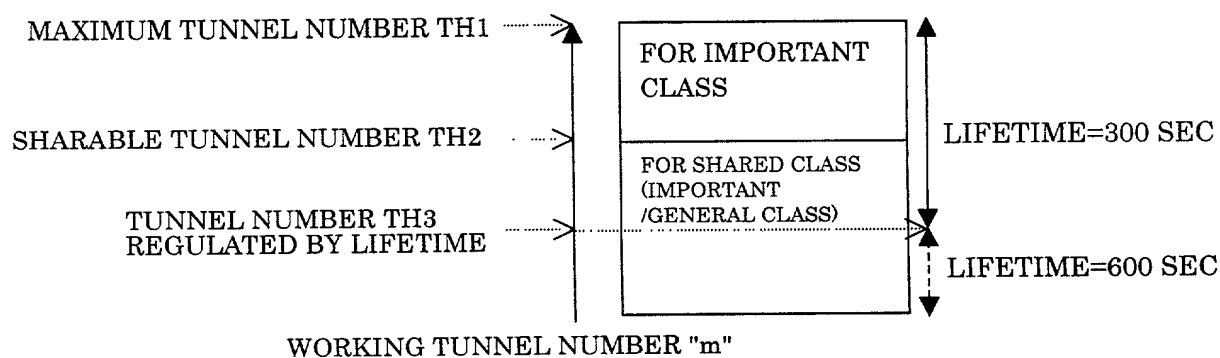 MAXIMUM TUNNEL NUMBER TH1
FOR IMPORTANT
CLASS
SHARABLE TUNNEL NUMBER TH2
LIFETIME=300 SEC
FOR SHARED CLASS
(IMPORTANT
/GENERAL CLASS)
TUNNEL NUMBER TH3
REGULATED BY LIFETIME
LIFETIME=600 SEC
WORKING TUNNEL NUMBER "m"